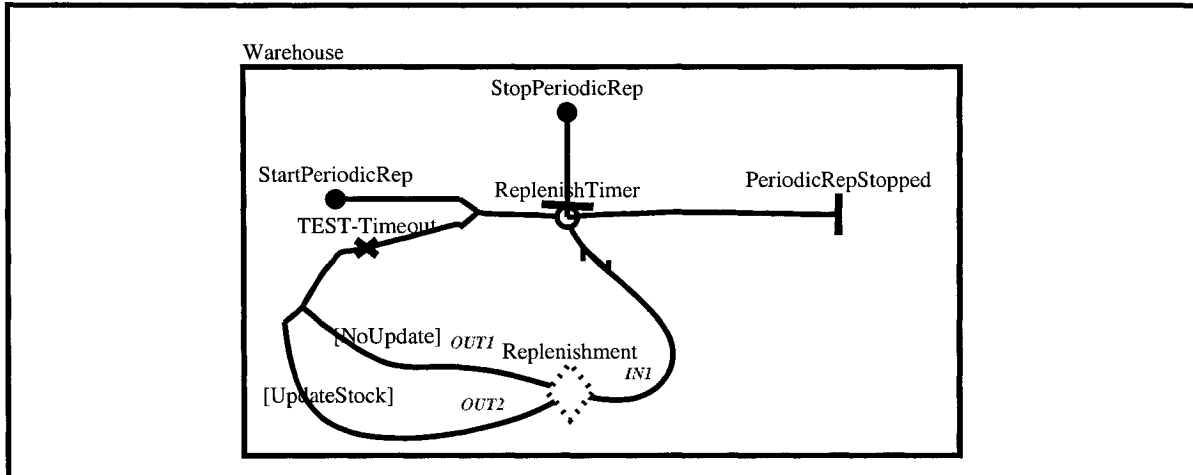 Warehouse
StopPeriodicRep
StartPeriodicRep
ReplenishTimer
PeriodicRepStopped
TEST-Timeout
[NoUpdate] OUT1
Replenishment
IN1
[UpdateStock]
OUT2